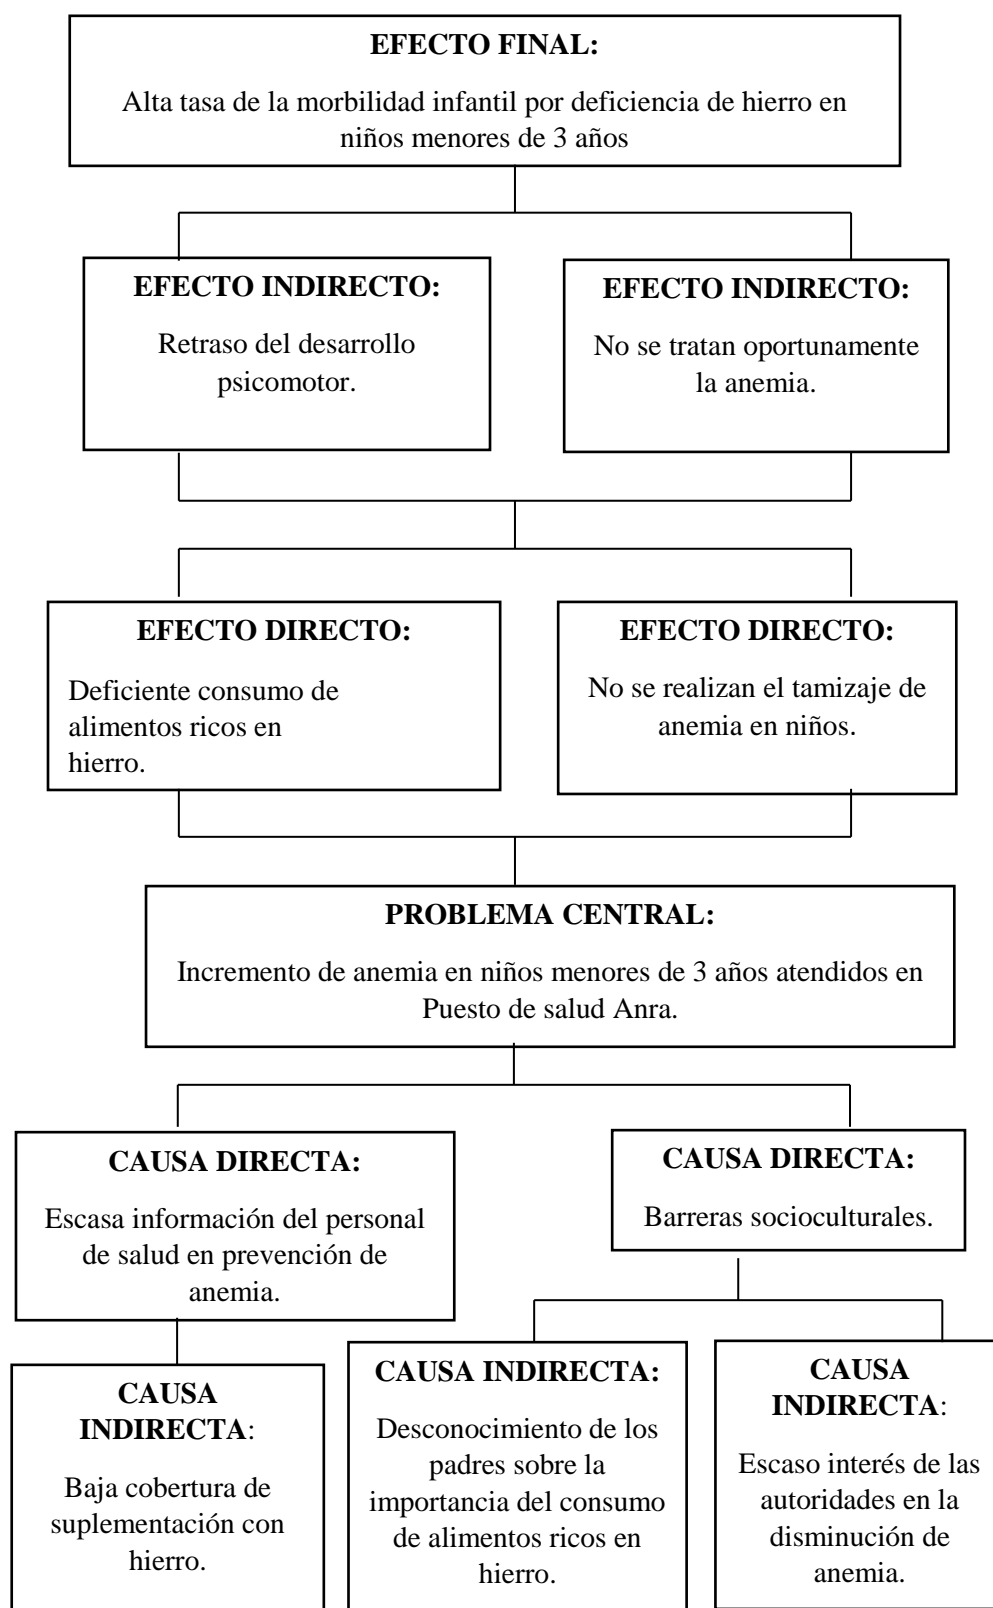 EFECTO FINAL:
Alta tasa de la morbilidad infantil por deficiencia de hierro en
niños menores de 3 años
EFECTO INDIRECTO:
Retraso del desarrollo
psicomotor.
EFECTO INDIRECTO:
No se tratan oportunamente
la anemia.
EFECTO DIRECTO:
Deficiente consumo de
alimentos ricos en
hierro.
EFECTO DIRECTO:
No se realizan el tamizaje de
anemia en niños.
PROBLEMA CENTRAL:
Incremento de anemia en niños menores de 3 años atendidos en
Puesto de salud Anra.
CAUSA DIRECTA:
Escasa información del personal
de salud en prevención de
anemia.
CAUSA DIRECTA:
Barreras socioculturales.
CAUSA
INDIRECTA:
Baja cobertura de
suplementación con
hierro.
CAUSA INDIRECTA:
Desconocimiento de los
padres sobre la
importancia del consumo
de alimentos ricos en
hierro.
CAUSA
INDIRECTA:
Escaso interés de las
autoridades en la
disminución de
anemia.